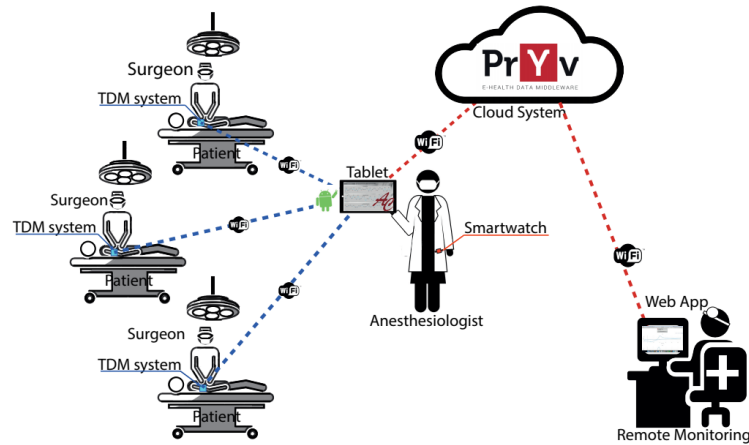 Surgeon
TDM system
Patient
WiFi
Surgeon
TDM system
Patient
WiFi
Surgeon
TDM system
Patient
WiFi
Tablet
Smartwatch
Anesthesiologist
WiFi
PrYv
E-HEALTH DATA MIDDLEWARE
Cloud System
WiFi
Web App
Remote Monitoring